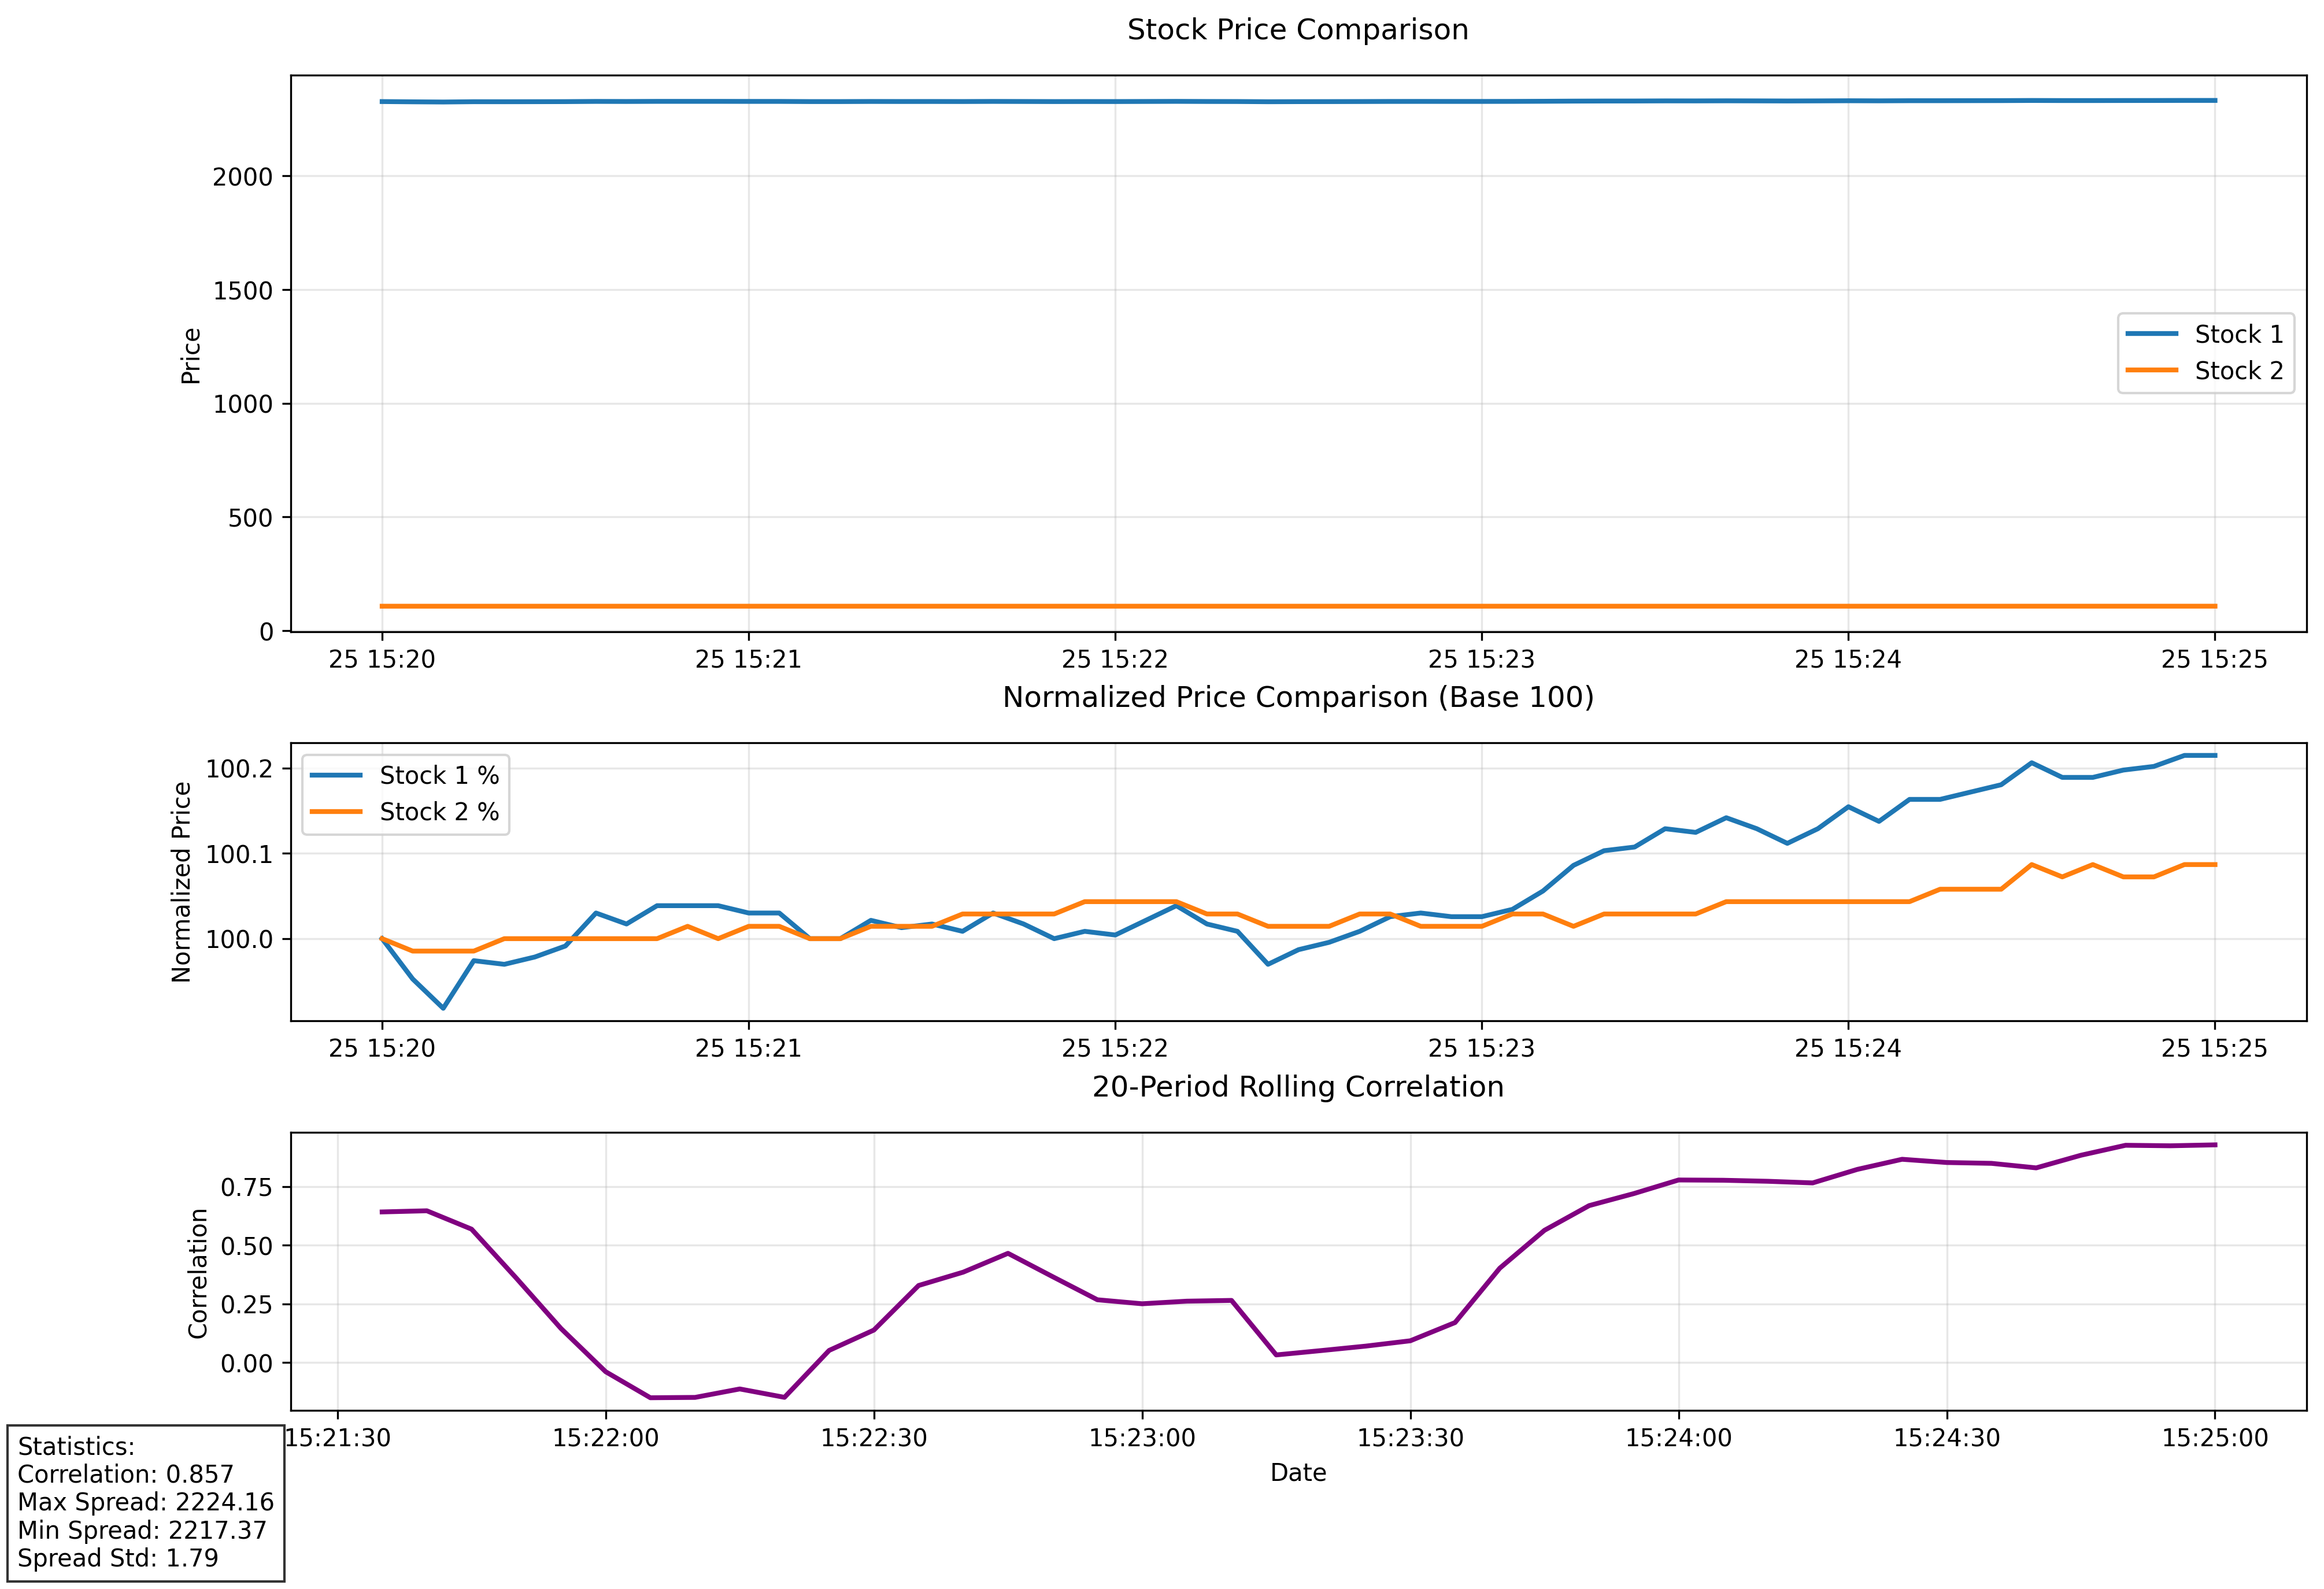 Stock Price Comparison
Price
2000
1500
1000
500
0
Stock 1
Stock 2
25 15:20
25 15:21
25 15:22
25 15:23
25 15:24
25 15:25
Normalized Price Comparison (Base 100)
Normalized Price
100.2
100.1
100.0
Stock 1 %
Stock 2 %
25 15:20
25 15:21
25 15:22
25 15:23
25 15:24
25 15:25
20-Period Rolling Correlation
Correlation
0.75
0.50
0.25
0.00
15:21:30
15:22:00
15:22:30
15:23:00
15:23:30
15:24:00
15:24:30
15:25:00
Date
Statistics:
Correlation: 0.857
Max Spread: 2224.16
Min Spread: 2217.37
Spread Std: 1.79